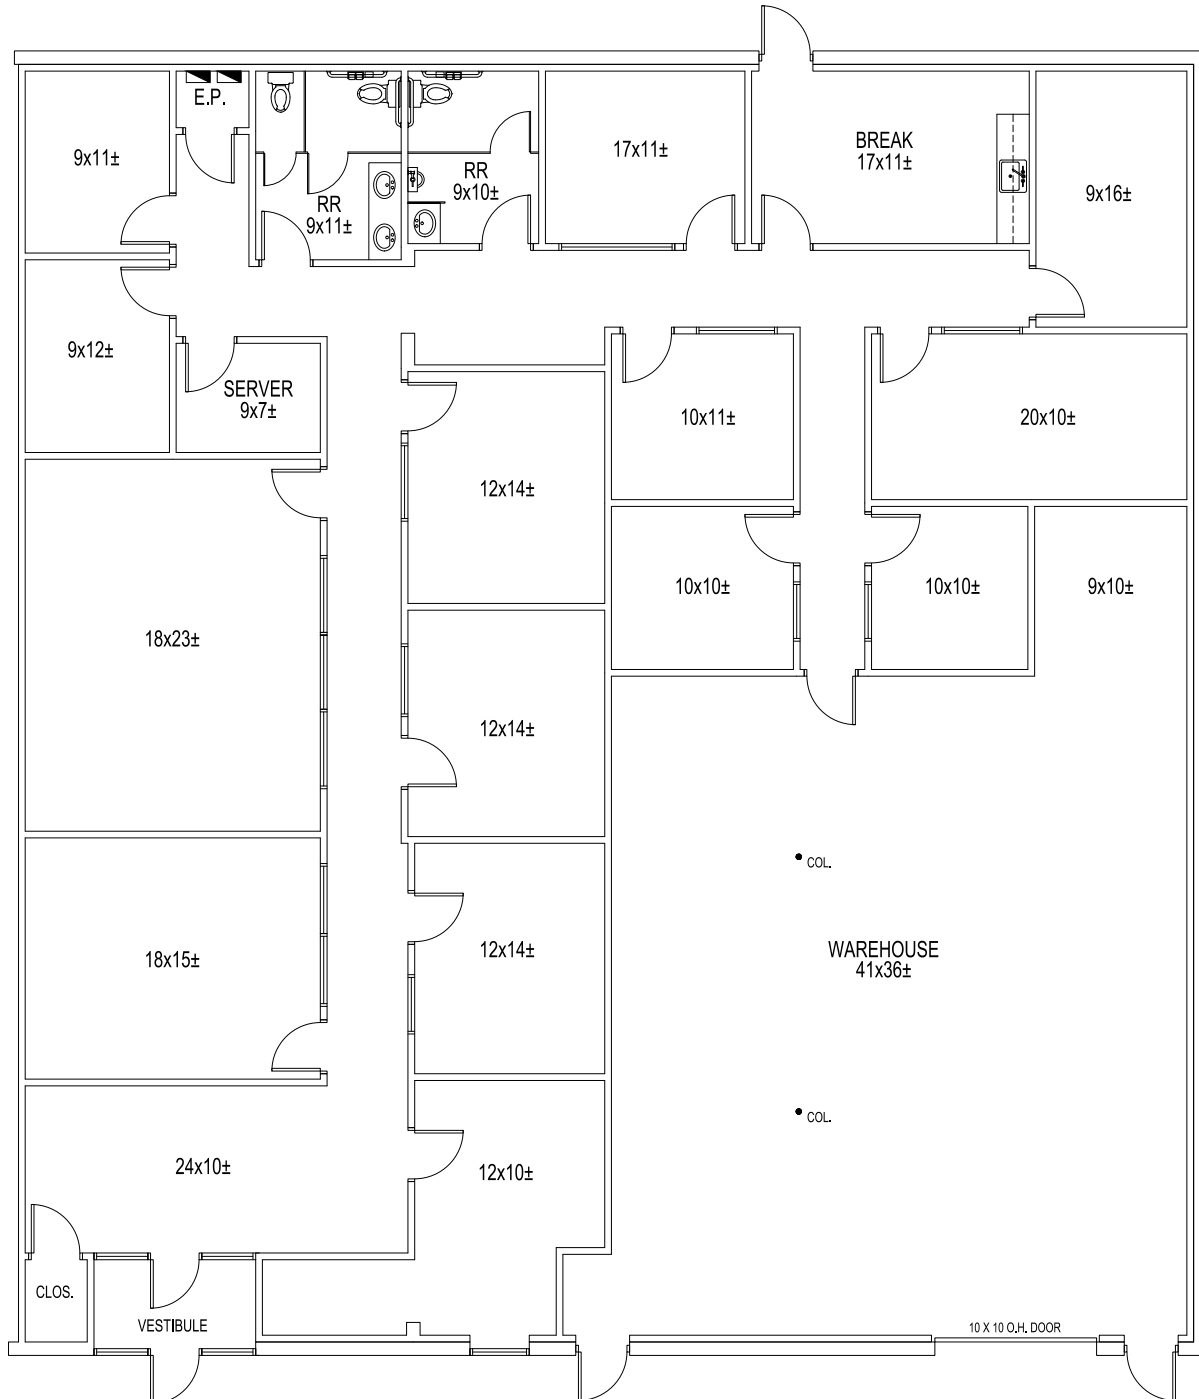 E.P.
9x11±
RR
9x11±
RR
9x10±
17x11±
BREAK
17x11±
9x16±
9x12±
SERVER
9x7±
10x11±
20x10±
12x14±
10x10±
10x10±
9x10±
18x23±
12x14±
COL.
18x15±
12x14±
WAREHOUSE
41x36±
COL.
24x10±
12x10±
CLOS.
VESTIBULE
10 X 10 O.H. DOOR